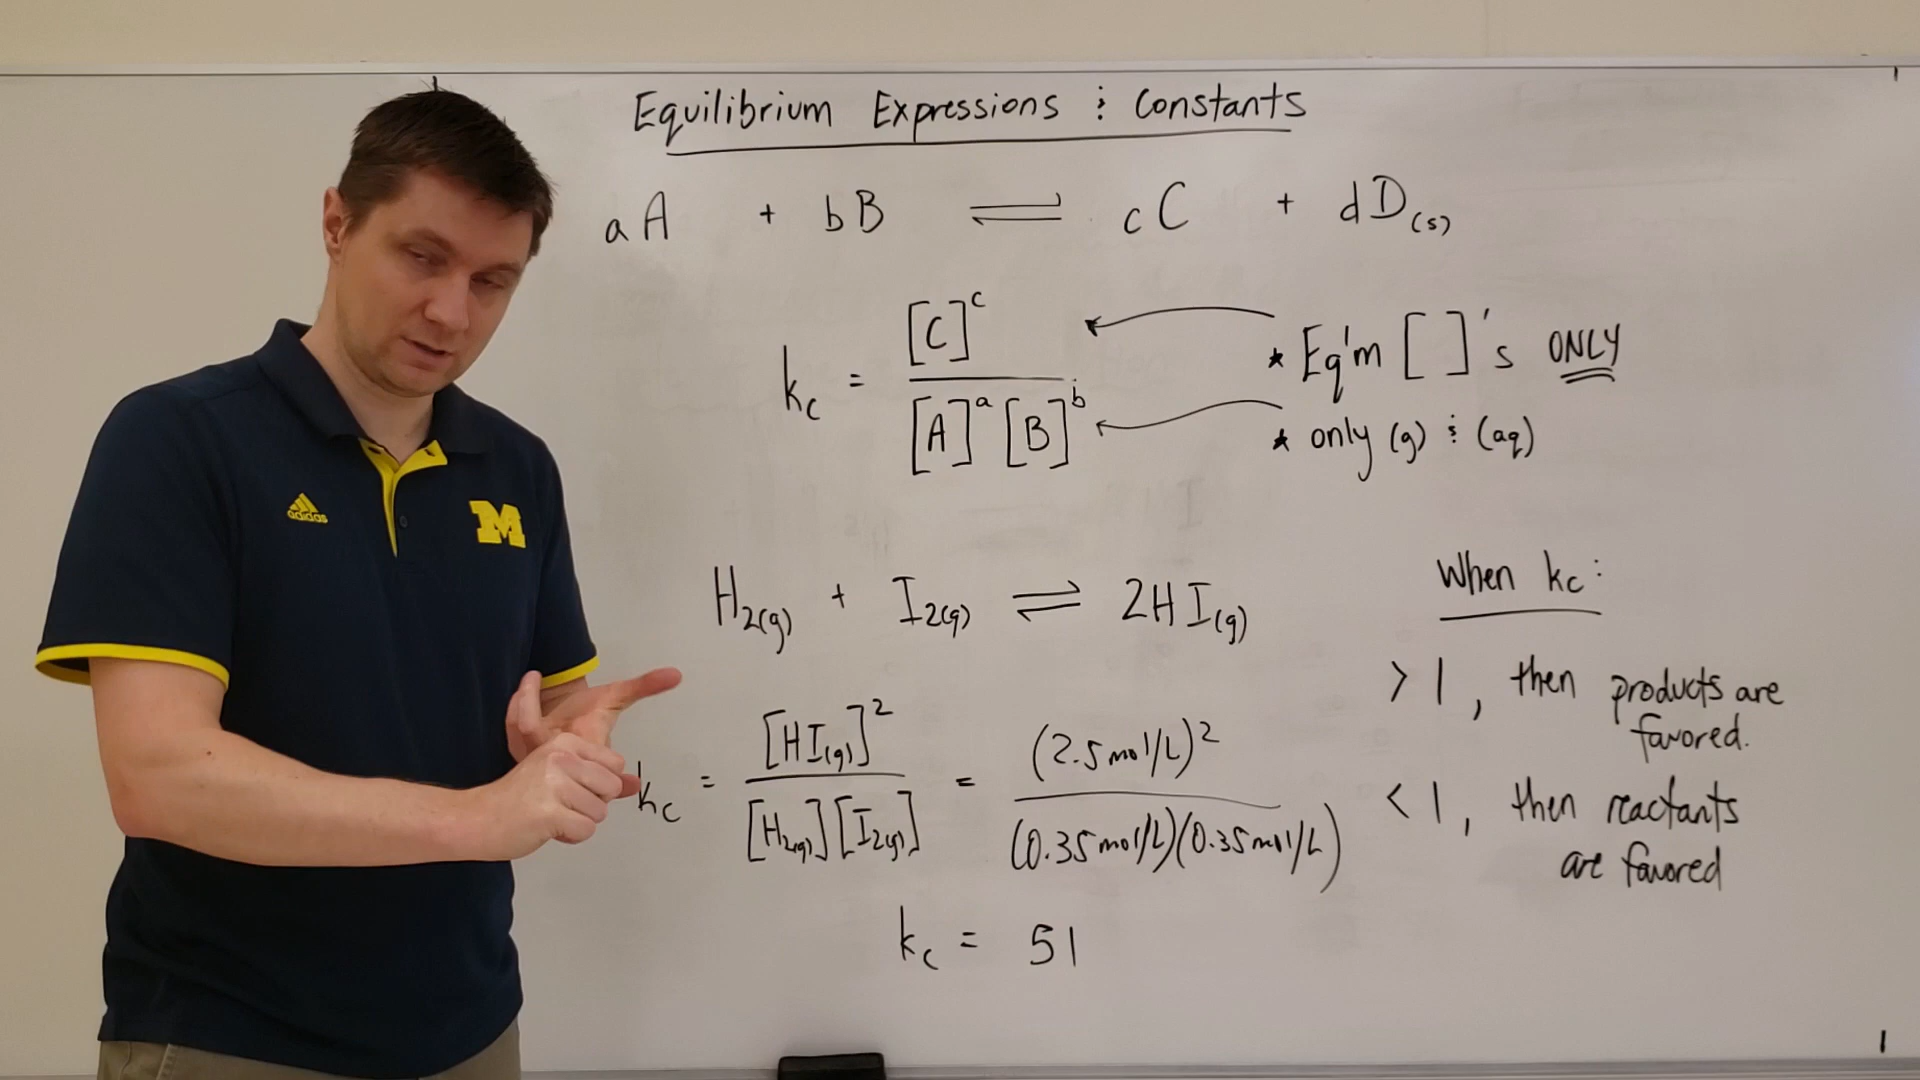 Equilibrium Expressions & Constants
aA + bB ⇌ cC + dD(s)
kc = [C]^c / [A]^a [B]^b
* Eq'm [ ]'s ONLY
* only (g) & (aq)
adidas
M
H2(g) + I2(g) ⇌ 2HI(g)
kc = [HI(g)]^2 / [H2(g)][I2(g)] = (2.5 mol/L)^2 / (0.35 mol/L)(0.35 mol/L)
kc = 51
When kc:
> 1, then products are
favored.
< 1, then reactants
are favored